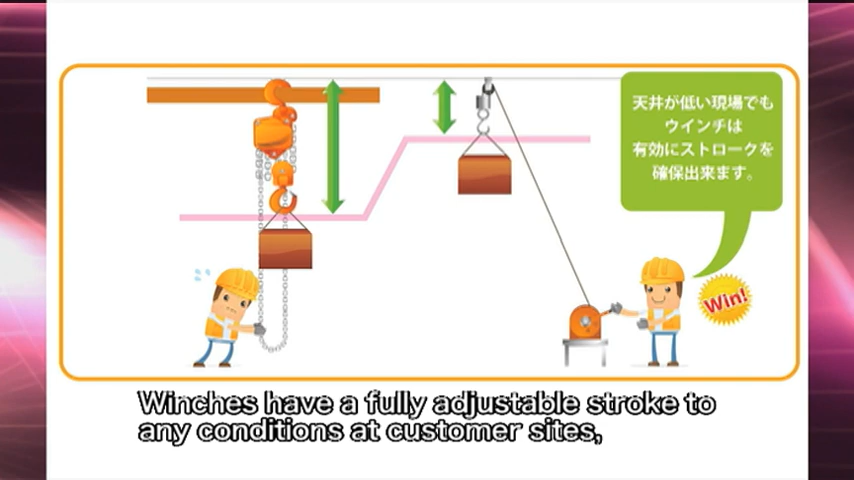 天井が低い現場でも
ウインチは
有効にストロークを
確保出来ます。
Win!
Winches have a fully adjustable stroke to
any conditions at customer sites,